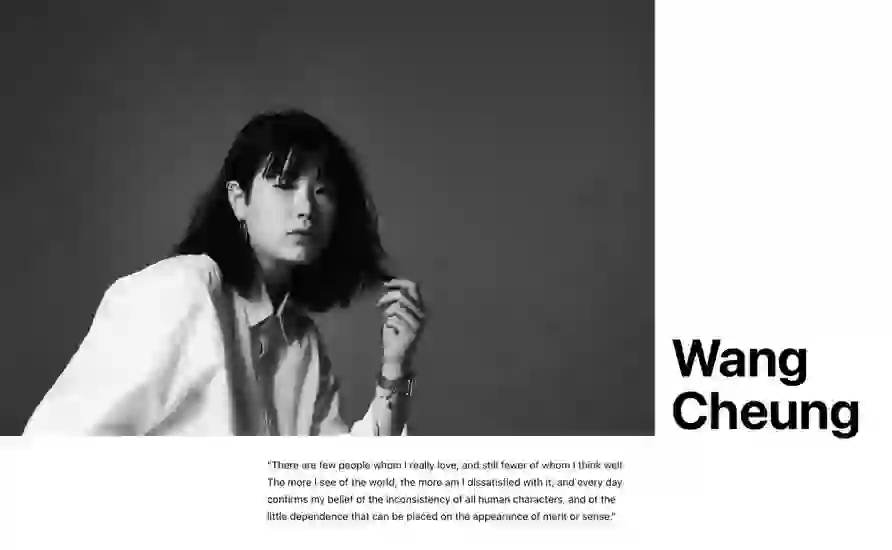 Wang
Cheung
"There are few people whom I really love, and still fewer of whom I think well.
The more I see of the world, the more am I dissatisfied with it, and every day
confirms my belief of the inconsistency of all human characters, and of the
little dependence that can be placed on the appearance of merit or sense."